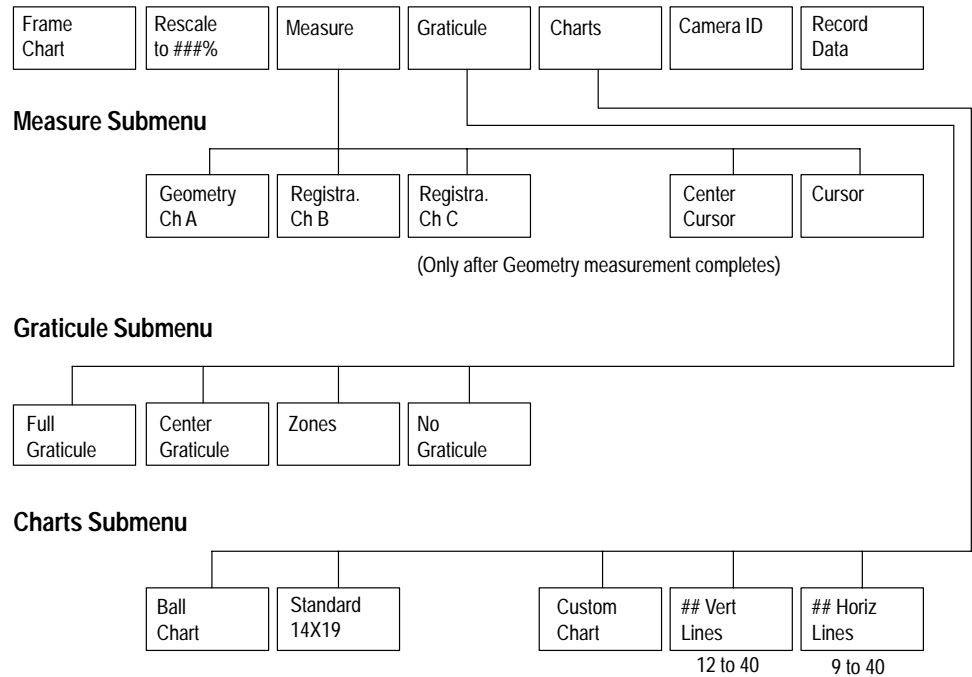 Frame
Chart
Rescale
to ###%
Measure
Graticule
Charts
Camera ID
Record
Data
Measure Submenu
Geometry
Ch A
Registra.
Ch B
Registra.
Ch C
Center
Cursor
Cursor
(Only after Geometry measurement completes)
Graticule Submenu
Full
Graticule
Center
Graticule
Zones
No
Graticule
Charts Submenu
Ball
Chart
Standard
14X19
Custom
Chart
## Vert
Lines
## Horiz
Lines
12 to 40
9 to 40